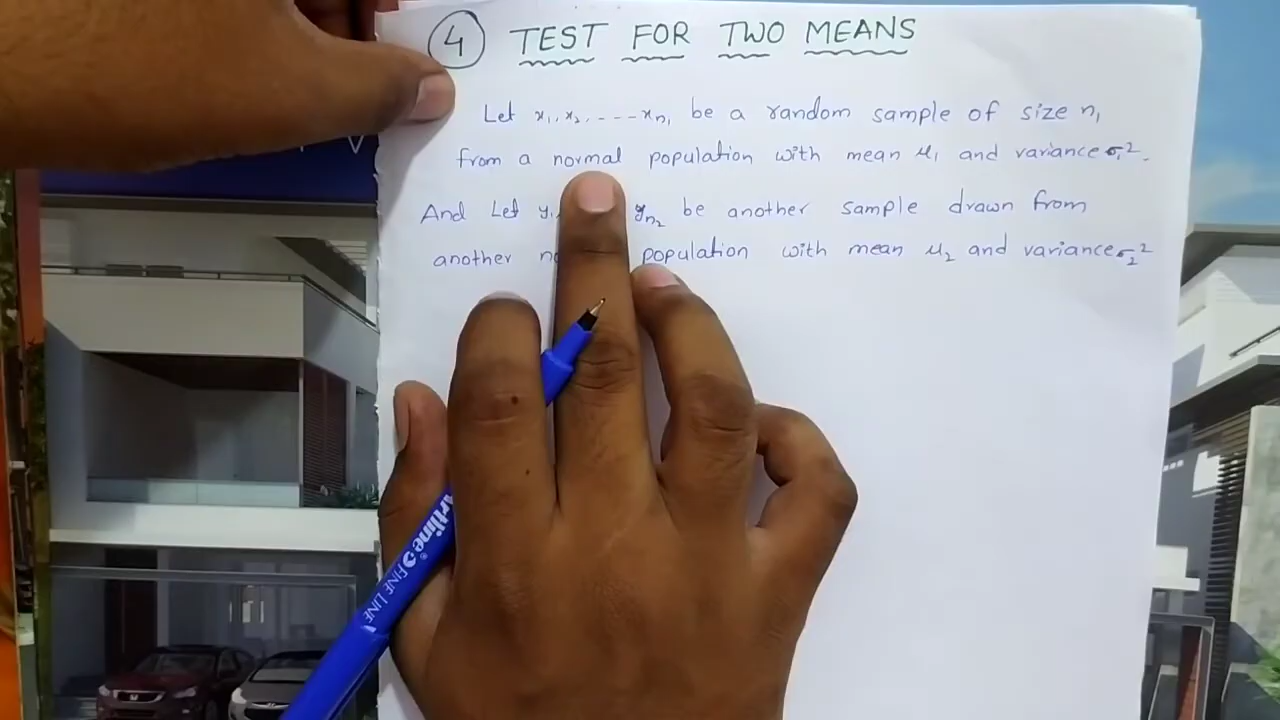 4 TEST FOR TWO MEANS
Let x₁, x₂, ---- xn₁ be a random sample of size n₁
from a normal population with mean μ₁ and variance σ₁².
And Let y₁, yn₂ be another sample drawn from
another population with mean μ₂ and variance σ₂²
Artline FINE LINE
V